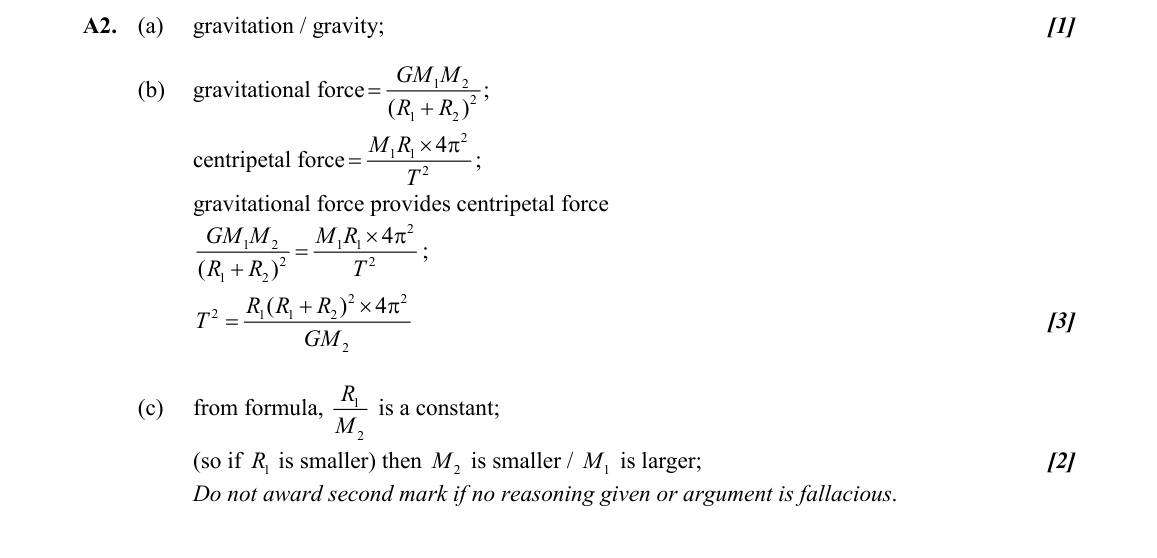 A2. (a) gravitation / gravity; [1]
(b) gravitational force = GM₁M₂ / (R₁ + R₂)² ;
centripetal force = M₁R₁ × 4π² / T² ;
gravitational force provides centripetal force
GM₁M₂ / (R₁ + R₂)² = M₁R₁ × 4π² / T² ;
T² = R₁(R₁ + R₂)² × 4π² / GM₂ [3]
(c) from formula, R₁ / M₂ is a constant;
(so if R₁ is smaller) then M₂ is smaller / M₁ is larger; [2]
Do not award second mark if no reasoning given or argument is fallacious.